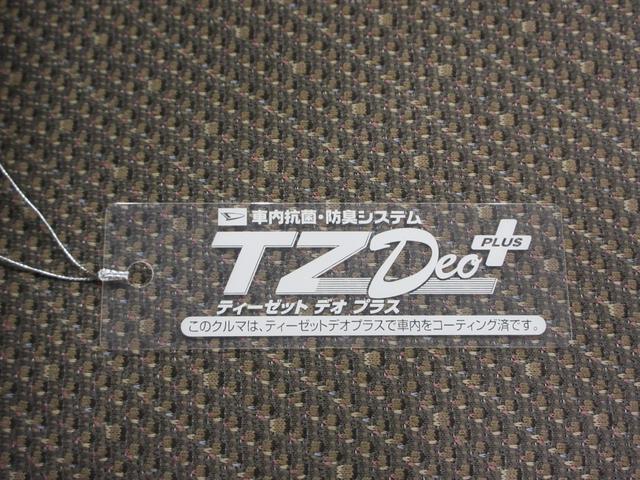 車内抗菌・防臭システム
TZ Deo PLUS
ティーゼット デオ プラス
このクルマは、ティーゼットデオプラスで車内をコーティング済です。